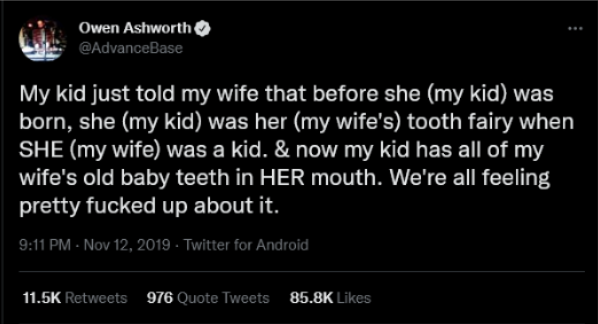 Owen Ashworth
@AdvanceBase
My kid just told my wife that before she (my kid) was
born, she (my kid) was her (my wife's) tooth fairy when
SHE (my wife) was a kid. & now my kid has all of my
wife's old baby teeth in HER mouth. We're all feeling
pretty fucked up about it.
9:11 PM · Nov 12, 2019 · Twitter for Android
11.5K Retweets 976 Quote Tweets 85.8K Likes